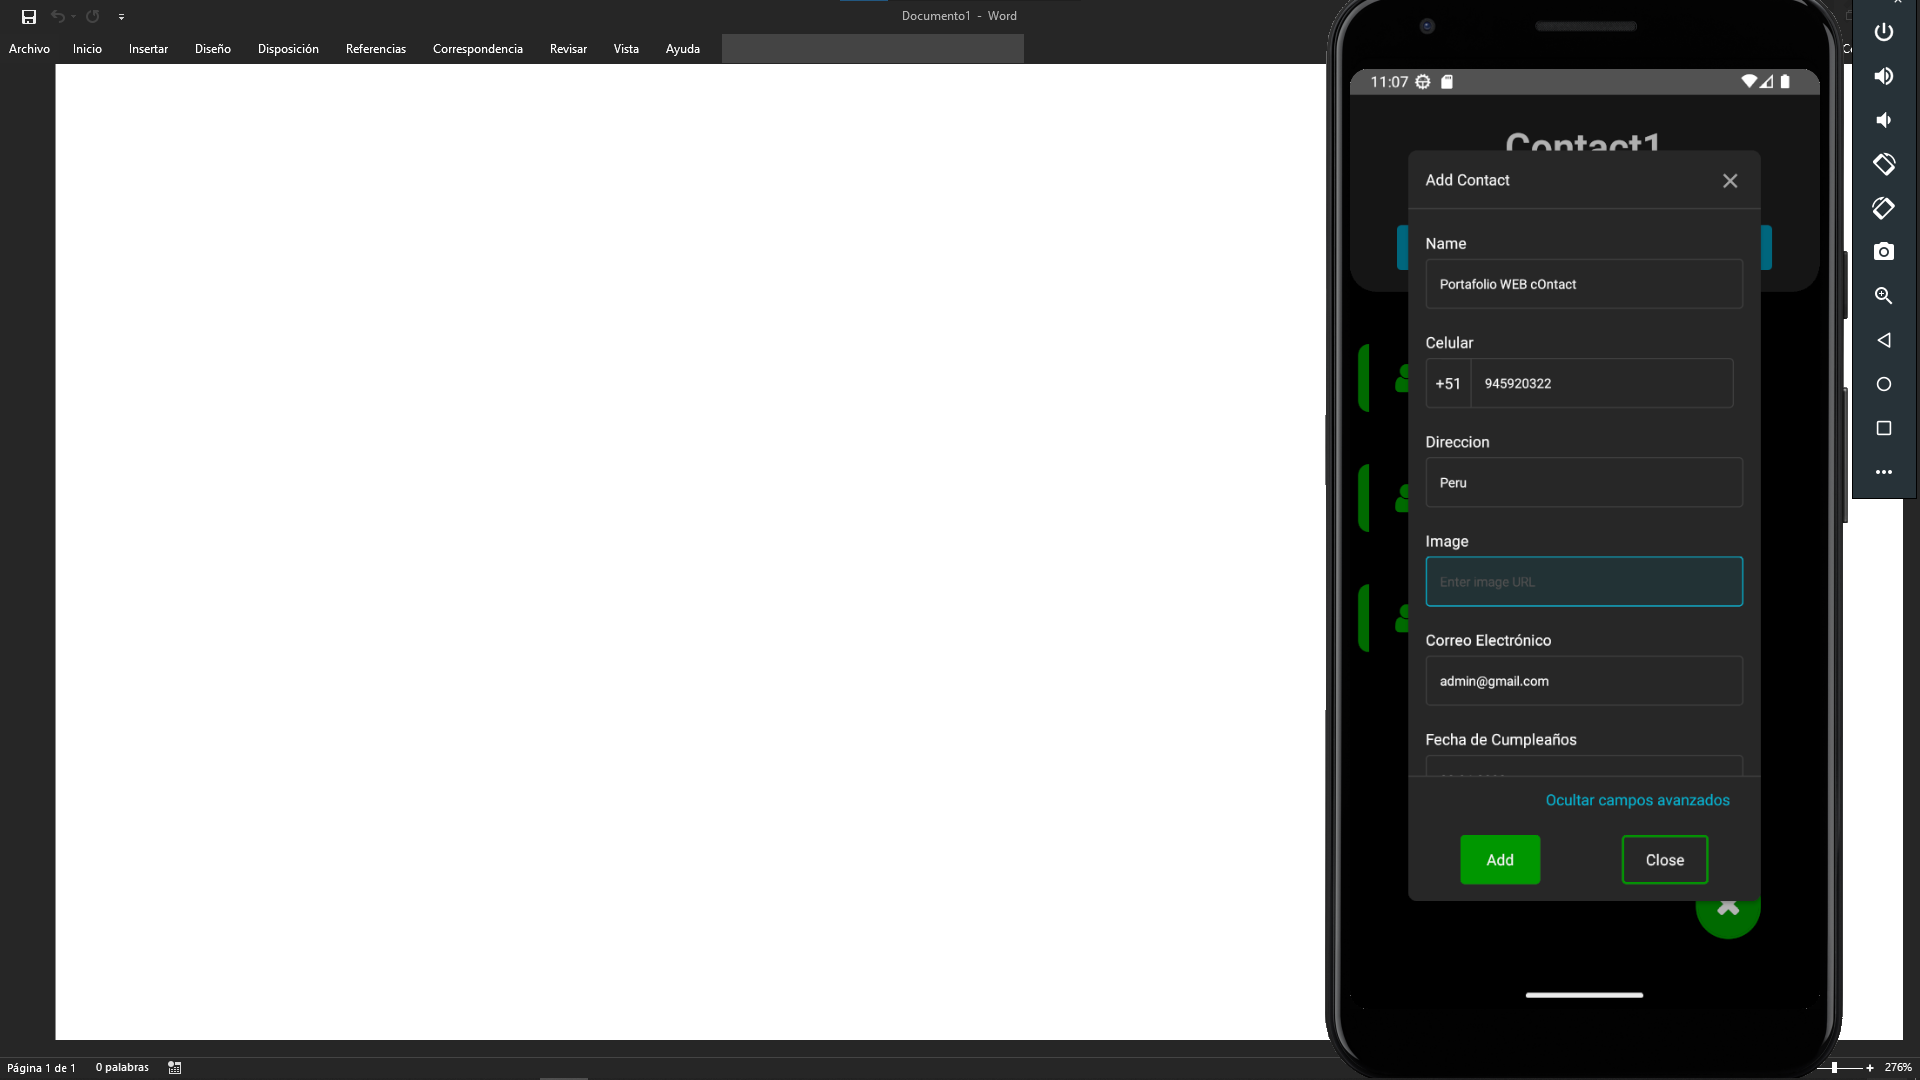 Documento1 - Word
Archivo Inicio Insertar Diseño Disposición Referencias Correspondencia Revisar Vista Ayuda
11:07
Contact1
Add Contact
Name
Portafolio WEB cOntact
Celular
+51 945920322
Direccion
Peru
Image
Enter image URL
Correo Electrónico
admin@gmail.com
Fecha de Cumpleaños
Ocultar campos avanzados
Add Close
Página 1 de 1 0 palabras 276%